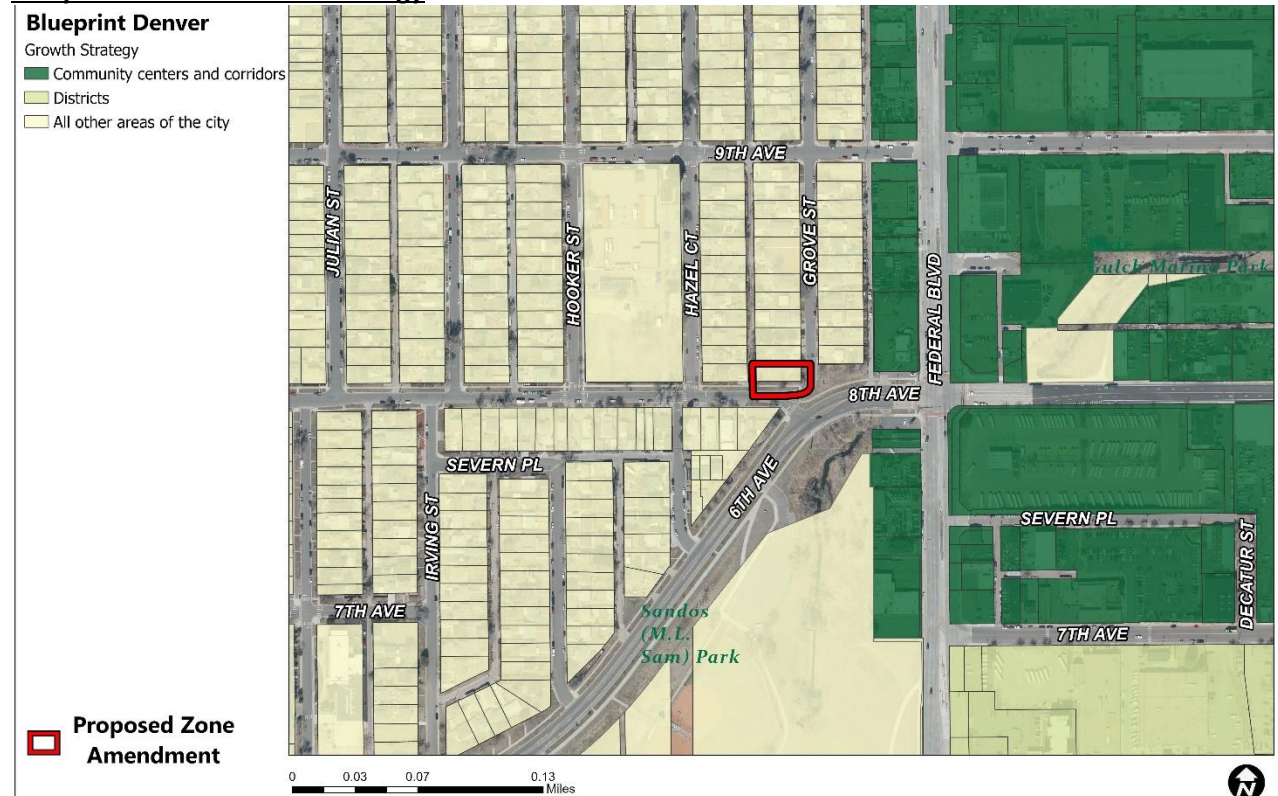 Blueprint Denver
Growth Strategy
Community centers and corridors
Districts
All other areas of the city
9TH AVE
JULIAN ST
HOOKER ST
HAZEL CT
GROVE ST
FEDERAL BLVD
Gulch Marina Park
8TH AVE
SEVERN PL
6TH AVE
IRVING ST
SEVERN PL
DECATUR ST
7TH AVE
Sandos
(M.L.
Sam) Park
7TH AVE
Proposed Zone
Amendment
0 0.03 0.07 0.13
Miles
N